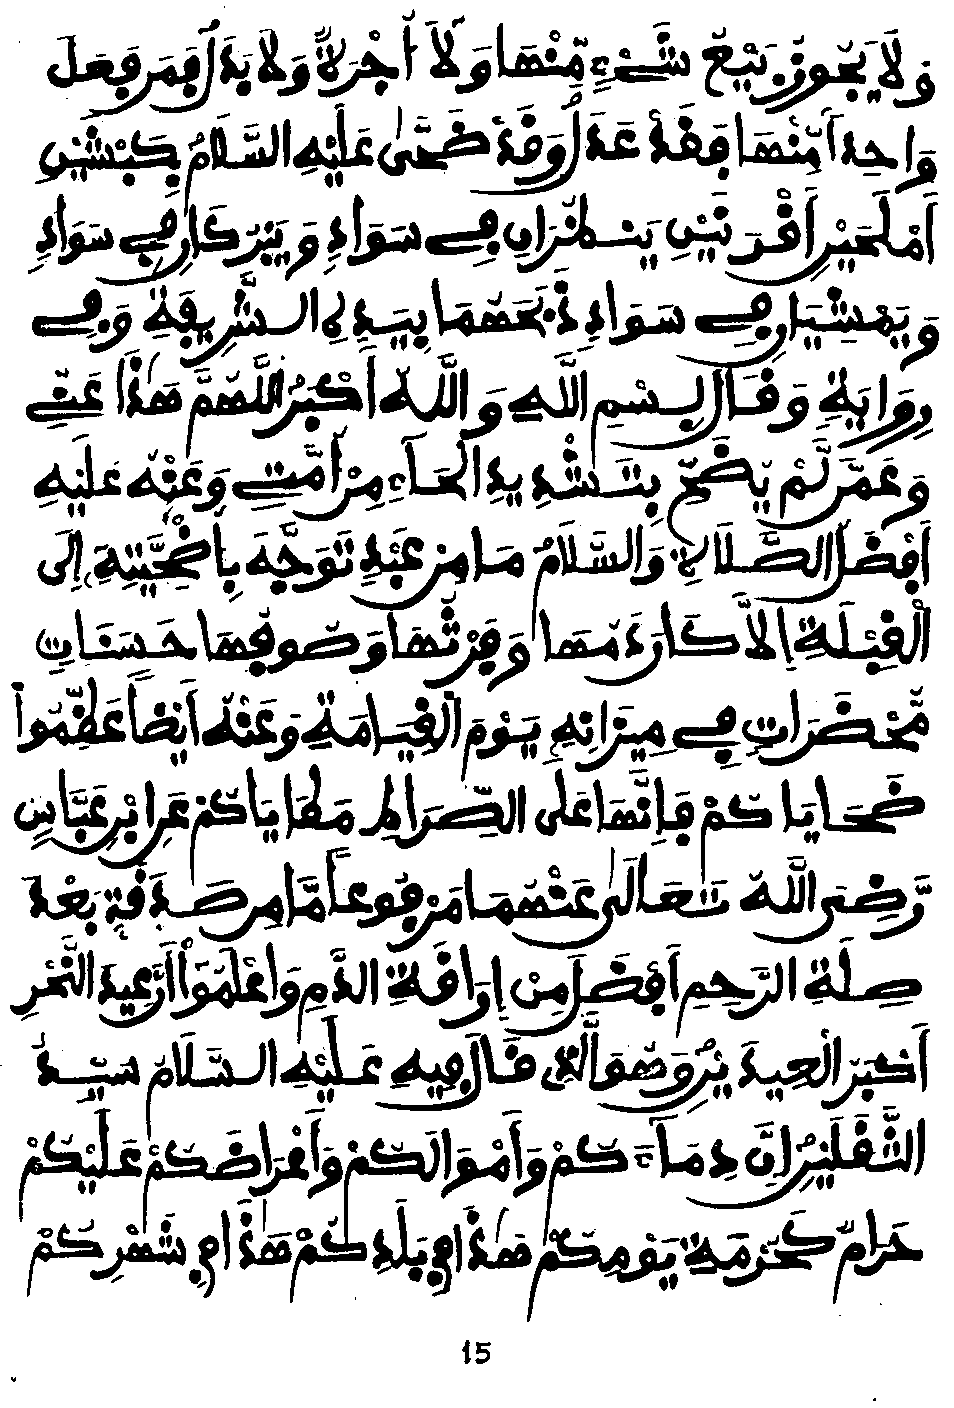 وَلَا يَجُوزُ بَيْعُ شَيْءٍ مِّنْهَا وَلَا أُجْرَةً وَلَا بَدَلَ فَمَن فَعَلَ
وَاحِدَةً مِّنْهَا فَقَدْ عَدَلَ وَقَدْ ضَحَّى عَلَيْهِ السَّلَامُ بِكَبْشَيْنِ
أَمْلَحَيْنِ أَقْرَنَيْنِ يَنظُرَانِ فِي سَوَادٍ وَيَبْرُكَانِ فِي سَوَادٍ
وَيَمْشِيَانِ فِي سَوَادٍ ذَبَحَهُمَا بِيَدِهِ الشَّرِيفَةِ وَفِي
رِوَايَةٍ وَقَالَ بِسْمِ اللَّهِ وَاللَّهُ أَكْبَرُ اللَّهُمَّ هَذَا عَنِّي
وَعَمَّن لَّمْ يُضَحِّ بِتَشْدِيدِ الْحَاءِ مِنْ أُمَّتِي وَعَنْهُ عَلَيْهِ
أَفْضَلُ الصَّلَاةِ وَالسَّلَامُ مَا مِنْ عَبْدٍ تَوَجَّهَ بِأُضْحِيَّتِهِ إِلَى
الْقِبْلَةِ إِلَّا كَانَ دَمُهَا وَقَرْنُهَا وَصُوفُهَا حَسَنَاتٍ
مُّحْضَرَاتٍ فِي مِيزَانِهِ يَوْمَ الْقِيَامَةِ وَعَنْهُ أَيْضًا عَظِّمُوا
ضَحَايَاكُمْ فَإِنَّهَا عَلَى الصِّرَاطِ مَطَايَاكُمْ عَنِ ابْنِ عَبَّاسٍ
رَّضِيَ اللَّهُ تَعَالَى عَنْهُمَا مَرْفُوعًا مَّا مِن صَدَقَةٍ بَعْدَ
صِلَةِ الرَّحِمِ أَفْضَلَ مِنْ إِرَاقَةِ الدَّمِ وَاعْلَمُوا أَنَّ عِيدَ النَّحْرِ
أَكْبَرُ الْعِيدَيْنِ وَهُوَ الَّذِي قَالَ فِيهِ عَلَيْهِ السَّلَامُ سَيِّدُ
الثَّقَلَيْنِ إِنَّ دِمَاءَكُمْ وَأَمْوَالَكُمْ وَأَعْرَاضَكُمْ عَلَيْكُمْ
حَرَامٌ كَحُرْمَةِ يَوْمِكُمْ هَذَا فِي بَلَدِكُمْ هَذَا فِي شَهْرِكُمْ
15